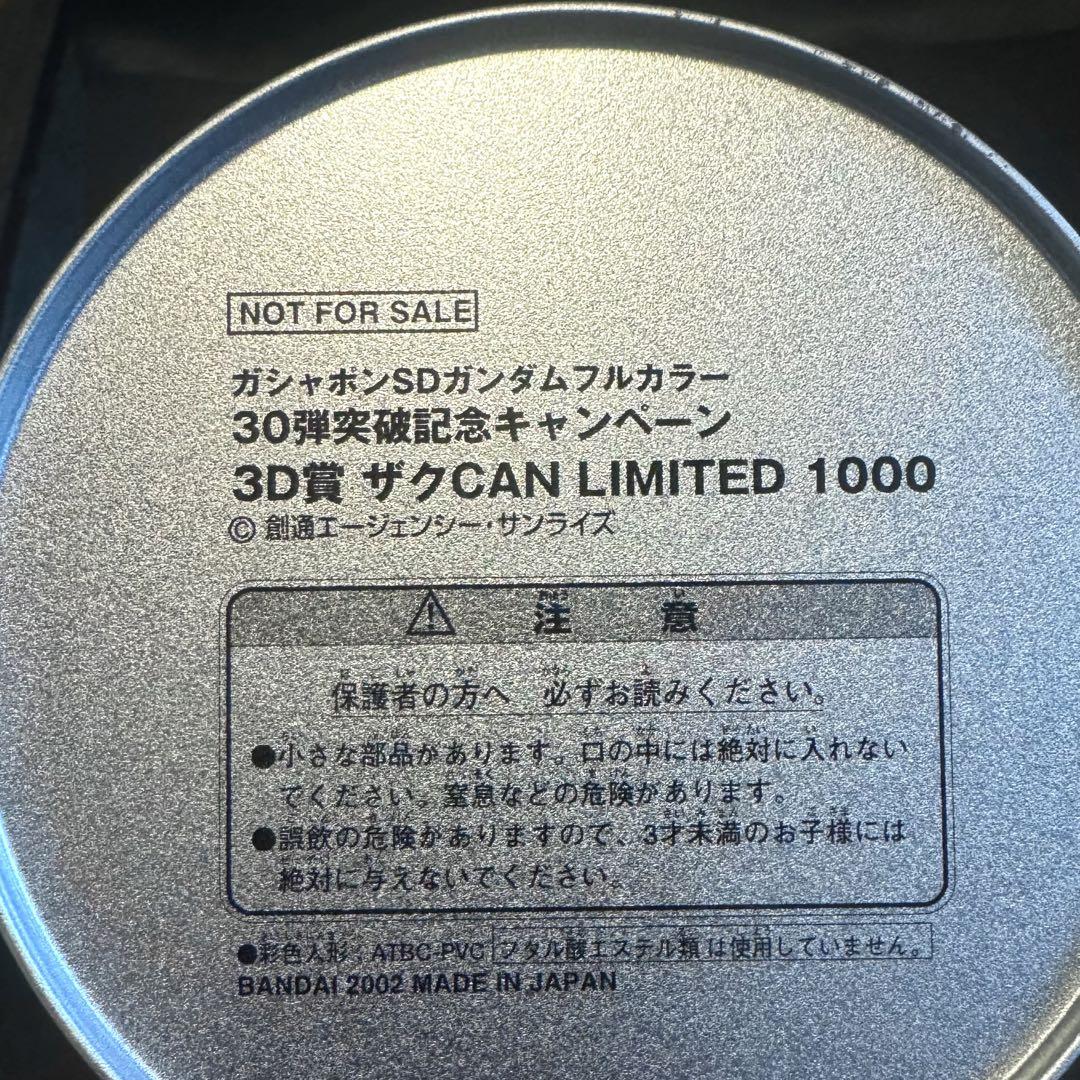 NOT FOR SALE
ガシャポンSDガンダムフルカラー
30弾突破記念キャンペーン
3D賞 ザクCAN LIMITED 1000
© 創通エージェンシー・サンライズ
⚠ 注意
保護者の方へ 必ずお読みください。
●小さな部品があります。口の中には絶対に入れない
でください。窒息などの危険があります。
●誤飲の危険がありますので、3才未満のお子様には
絶対に与えないでください。
●彩色人形:ATBC-PVC フタル酸エステル類は使用していません。
BANDAI 2002 MADE IN JAPAN